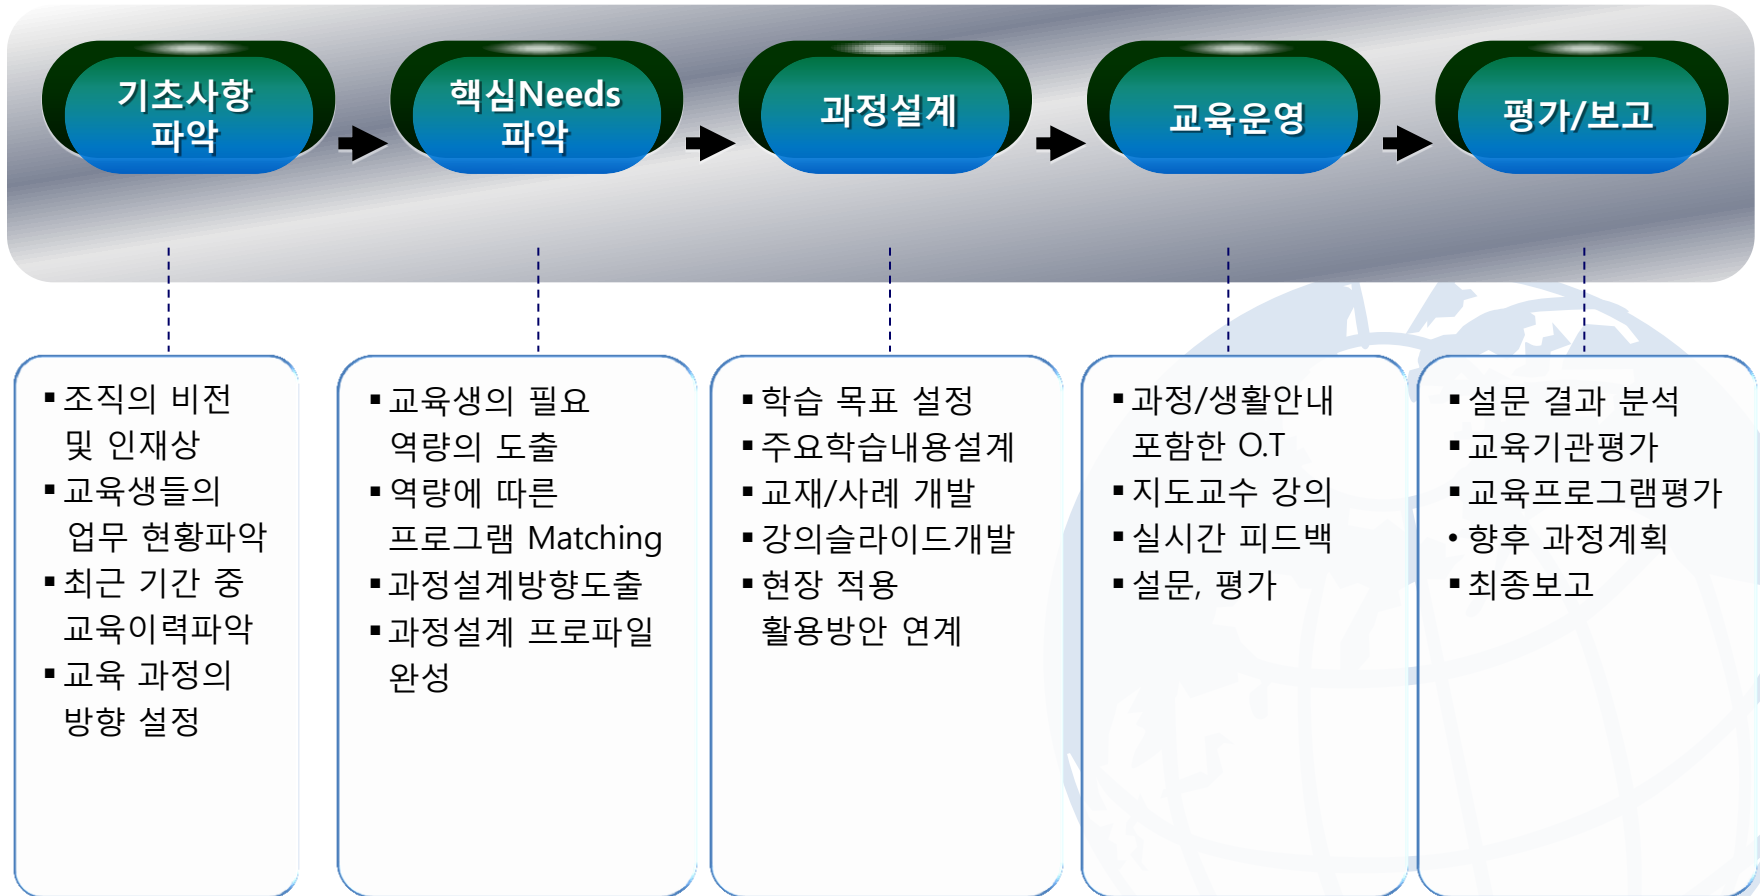 기초사항
파악
핵심Needs
파악
과정설계
교육운영
평가/보고
▪조직의 비전
및 인재상
▪교육생들의
업무 현황파악
▪최근 기간 중
교육이력파악
▪교육 과정의
방향 설정
▪교육생의 필요
역량의 도출
▪역량에 따른
프로그램 Matching
▪과정설계방향도출
▪과정설계 프로파일
완성
▪학습 목표 설정
▪주요학습내용설계
▪교재/사례 개발
▪강의슬라이드개발
▪현장 적용
활용방안 연계
▪과정/생활안내
포함한 O.T
▪지도교수 강의
▪실시간 피드백
▪설문, 평가
▪설문 결과 분석
▪교육기관평가
▪교육프로그램평가
• 향후 과정계획
▪최종보고